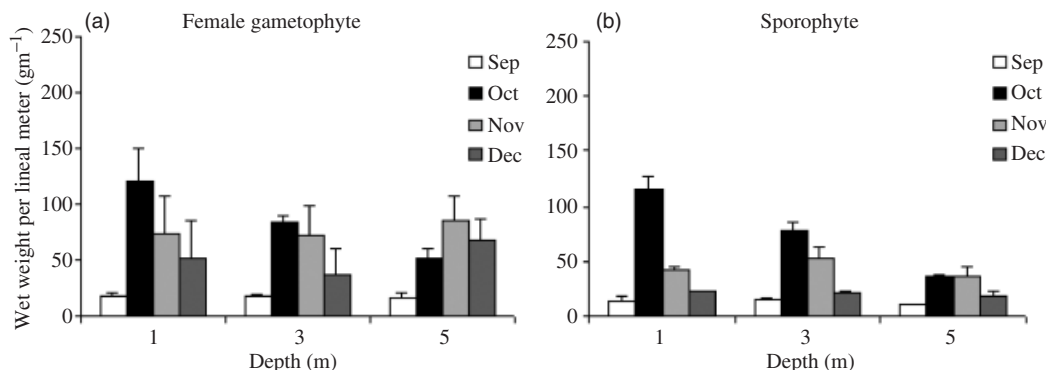 (a) Female gametophyte
Wet weight per lineal meter (gm⁻¹)
250
200
150
100
50
0
Sep
Oct
Nov
Dec
1 3 5
Depth (m)
(b) Sporophyte
250
200
150
100
50
0
Sep
Oct
Nov
Dec
1 3 5
Depth (m)